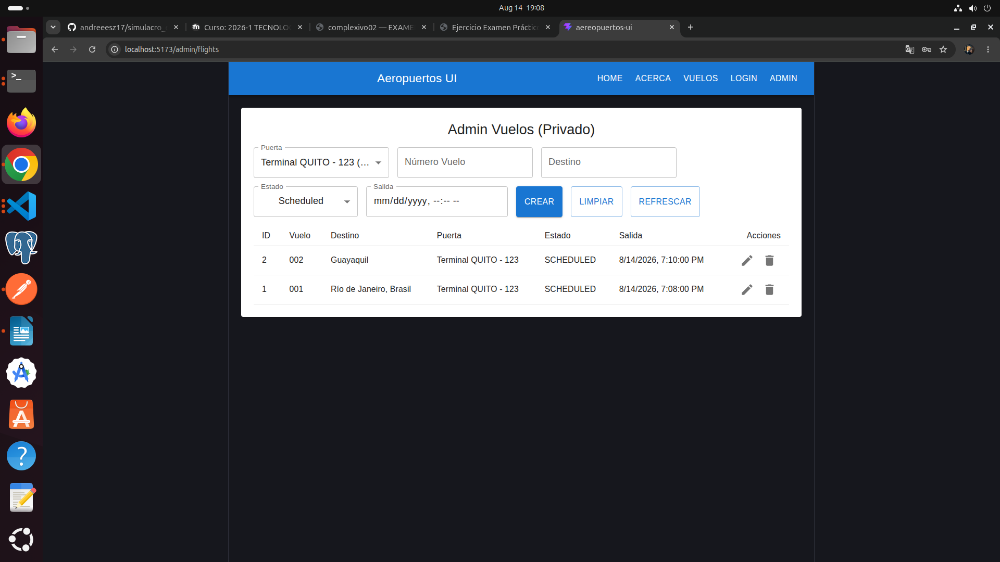 Aug 14 19:08
andreeesz17/simulacro_
Curso: 2026-1 TECNOLO
complexivo02 — EXAME
Ejercicio Examen Práctic
aereopuertos-ui
localhost:5173/admin/flights
Aeropuertos UI
HOME
ACERCA
VUELOS
LOGIN
ADMIN
Admin Vuelos (Privado)
Puerta
Terminal QUITO - 123 (...
Número Vuelo
Destino
Estado
Scheduled
Salida
mm/dd/yyyy, --:-- --
CREAR
LIMPIAR
REFRESCAR
ID Vuelo Destino Puerta Estado Salida Acciones
2 002 Guayaquil Terminal QUITO - 123 SCHEDULED 8/14/2026, 7:10:00 PM
1 001 Río de Janeiro, Brasil Terminal QUITO - 123 SCHEDULED 8/14/2026, 7:08:00 PM